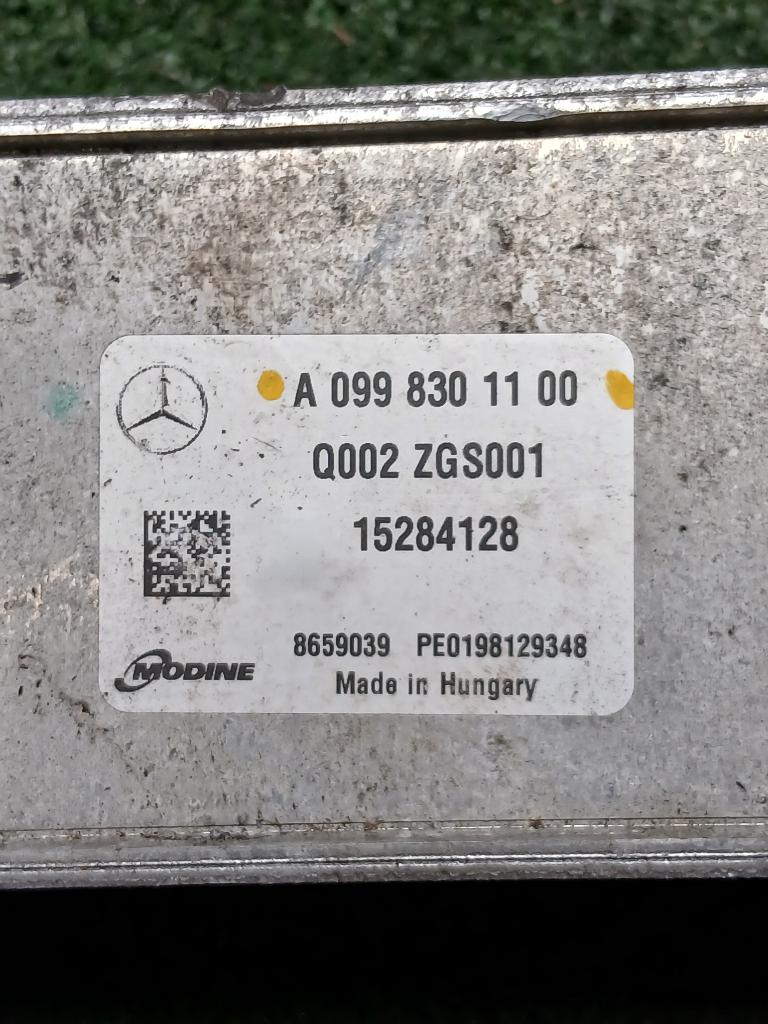 A 099 830 11 00
Q002 ZGS001
15284128
8659039 PE0198129348
MODINE
Made in Hungary